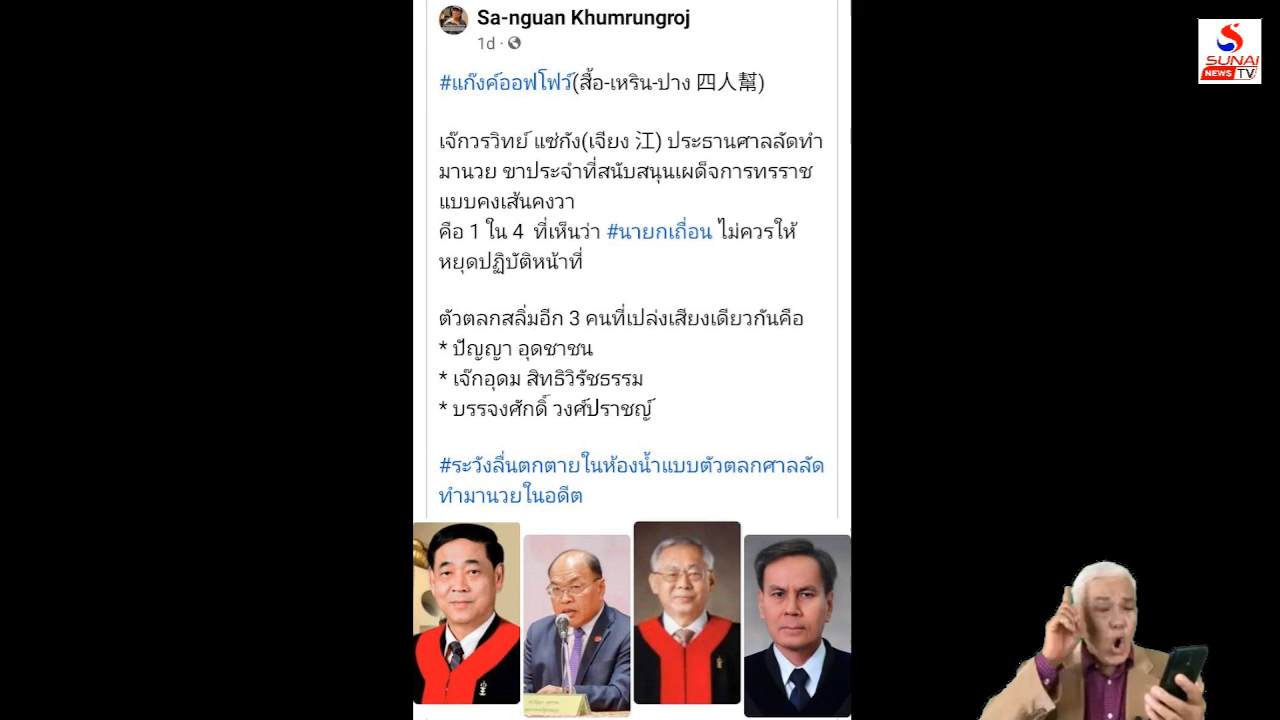 Sa-nguan Khumrungroj
1d ·
#แก๊งค์ออฟโฟว์(สื้อ-เหริน-ปาง 四人幫)
เจ๊กวรวิทย์ แซ่กัง(เจียง 江) ประธานศาลลัดทำ
มานวย ขาประจำที่สนับสนุนเผด็จการทรราช
แบบคงเส้นคงวา
คือ 1 ใน 4 ที่เห็นว่า #นายกเถื่อน ไม่ควรให้
หยุดปฏิบัติหน้าที่
ตัวตลกสลิ่มอีก 3 คนที่เปล่งเสียงเดียวกันคือ
* ปัญญา อุดชาชน
* เจ๊กอุดม สิทธิวิรัชธรรม
* บรรจงศักดิ์ วงศ์ปราชญ์
#ระวังลื่นตกตายในห้องน้ำแบบตัวตลกศาลลัด
ทำมานวยในอดีต
SUNAI
NEWS TV